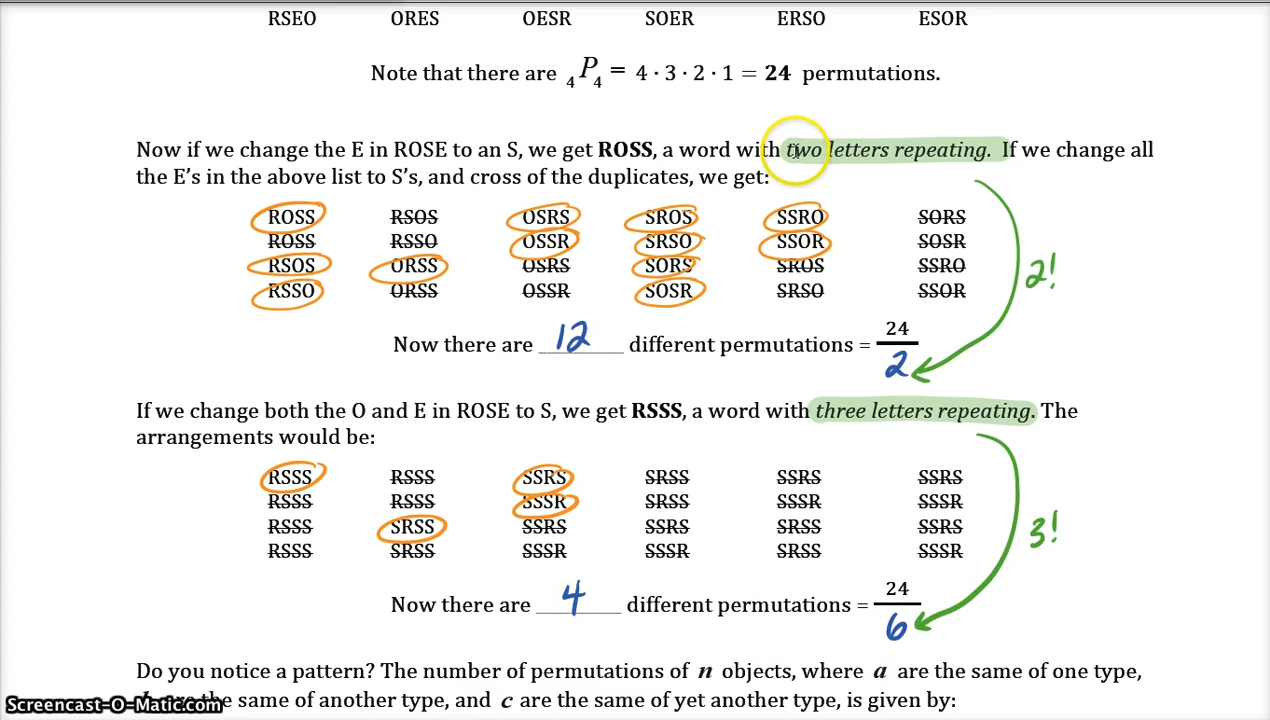 RSEO ORES OESR SOER ERSO ESOR
Note that there are ₄P₄ = 4 · 3 · 2 · 1 = 24 permutations.
Now if we change the E in ROSE to an S, we get ROSS, a word with two letters repeating. If we change all
the E's in the above list to S's, and cross of the duplicates, we get:
ROSS RSOS OSRS SROS SSRO SORS
ROSS RSSO OSSR SRSO SSOR SOSR
RSOS ORSS OSRS SORS SROS SSRO
RSSO ORSS OSSR SOSR SRSO SSOR
2!
Now there are 12 different permutations = 24/2
If we change both the O and E in ROSE to S, we get RSSS, a word with three letters repeating. The
arrangements would be:
RSSS RSSS SSRS SRSS SSRS SSRS
RSSS RSSS SSSR SRSS SSSR SSSR
RSSS SRSS SSRS SSRS SRSS SSRS
RSSS SRSS SSSR SSSR SRSS SSSR
3!
Now there are 4 different permutations = 24/6
Do you notice a pattern? The number of permutations of n objects, where a are the same of one type,
the same of another type, and c are the same of yet another type, is given by:
Screencast-O-Matic.com